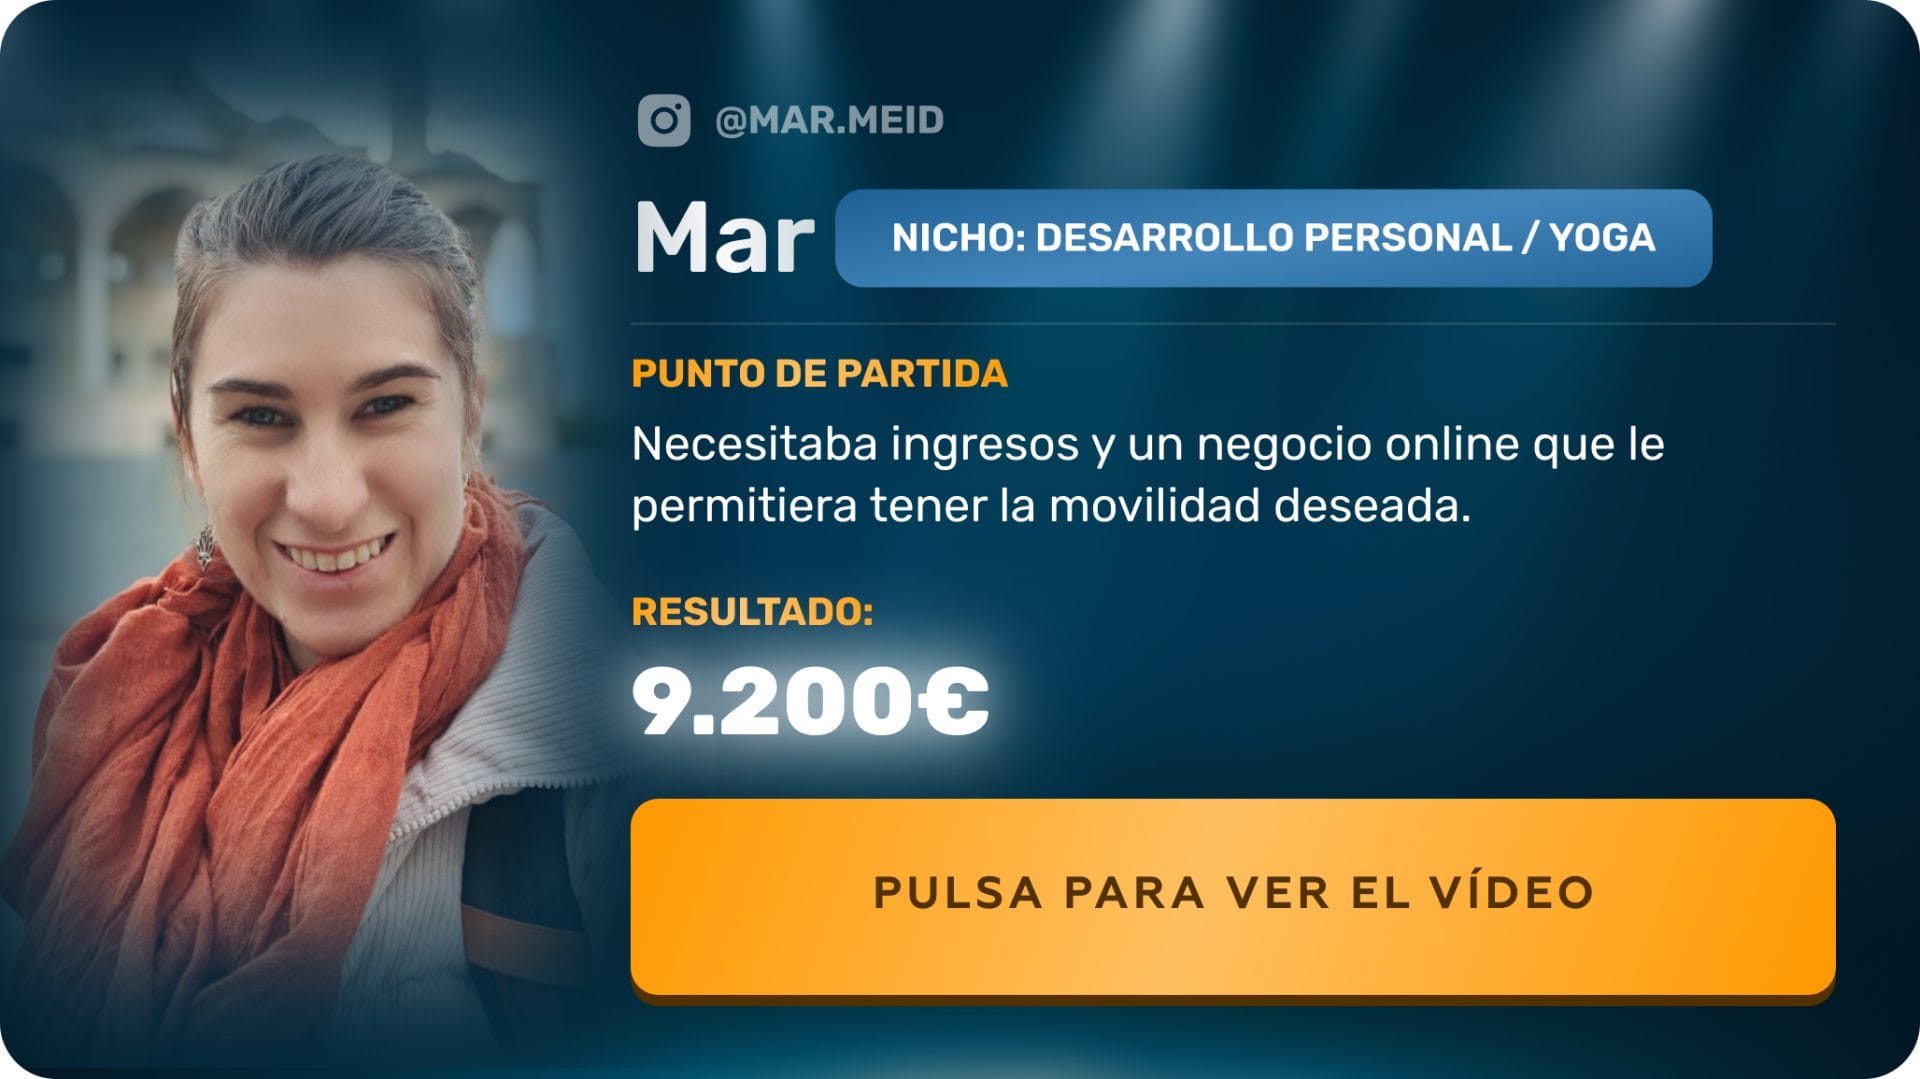 @MAR.MEID
Mar
NICHO: DESARROLLO PERSONAL / YOGA
PUNTO DE PARTIDA
Necesitaba ingresos y un negocio online que le
permitiera tener la movilidad deseada.
RESULTADO:
9.200€
PULSA PARA VER EL VÍDEO